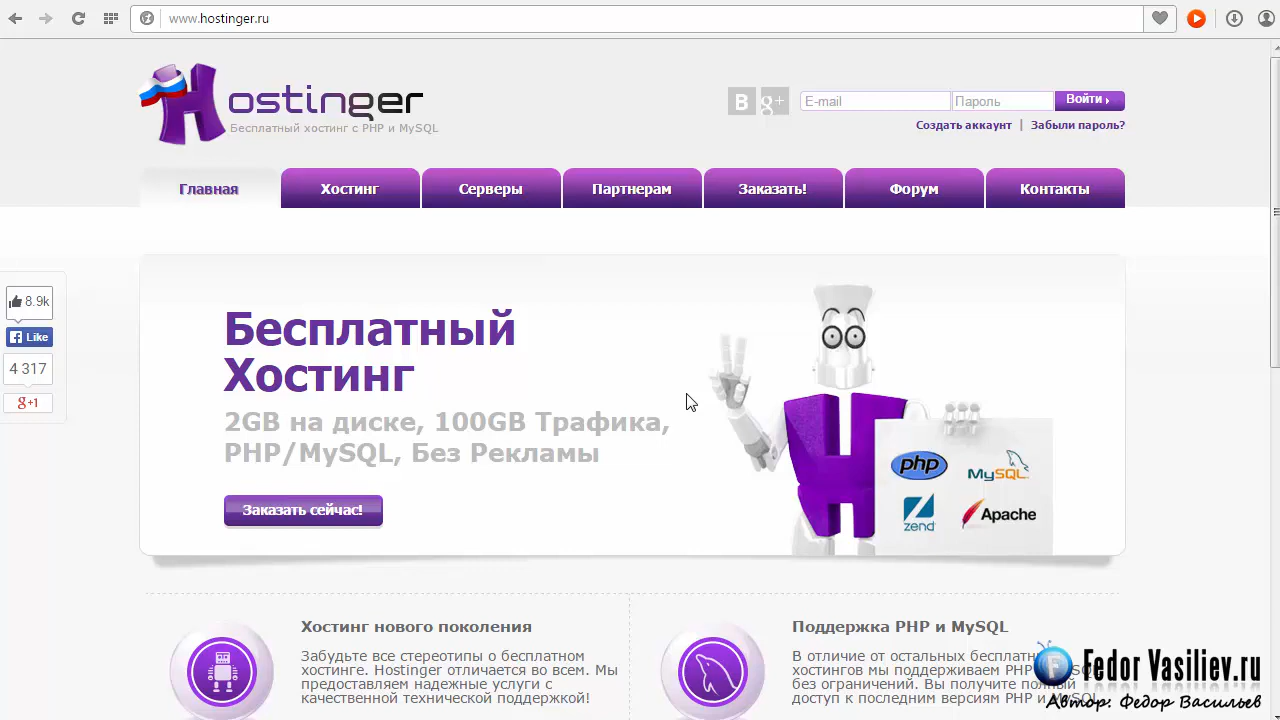 www.hostinger.ru
Hostinger
Бесплатный хостинг с PHP и MySQL
B g+ E-mail Пароль Войти
Создать аккаунт | Забыли пароль?
Главная Хостинг Серверы Партнерам Заказать! Форум Контакты
8.9k
Like
4 317
g+1
Бесплатный
Хостинг
2GB на диске, 100GB Трафика,
PHP/MySQL, Без Рекламы
Заказать сейчас!
php MySQL
zend Apache
Хостинг нового поколения
Забудьте все стереотипы о бесплатном
хостинге. Hostinger отличается во всем. Мы
предоставляем надежные услуги с
качественной технической поддержкой!
Поддержка PHP и MySQL
В отличие от остальных бесплатн
хостингов мы поддерживаем PHP
без ограничений. Вы получите полный
доступ к последним версиям PHP и MySQL
Fedor Vasiliev.ru
Автор: Федор Васильев